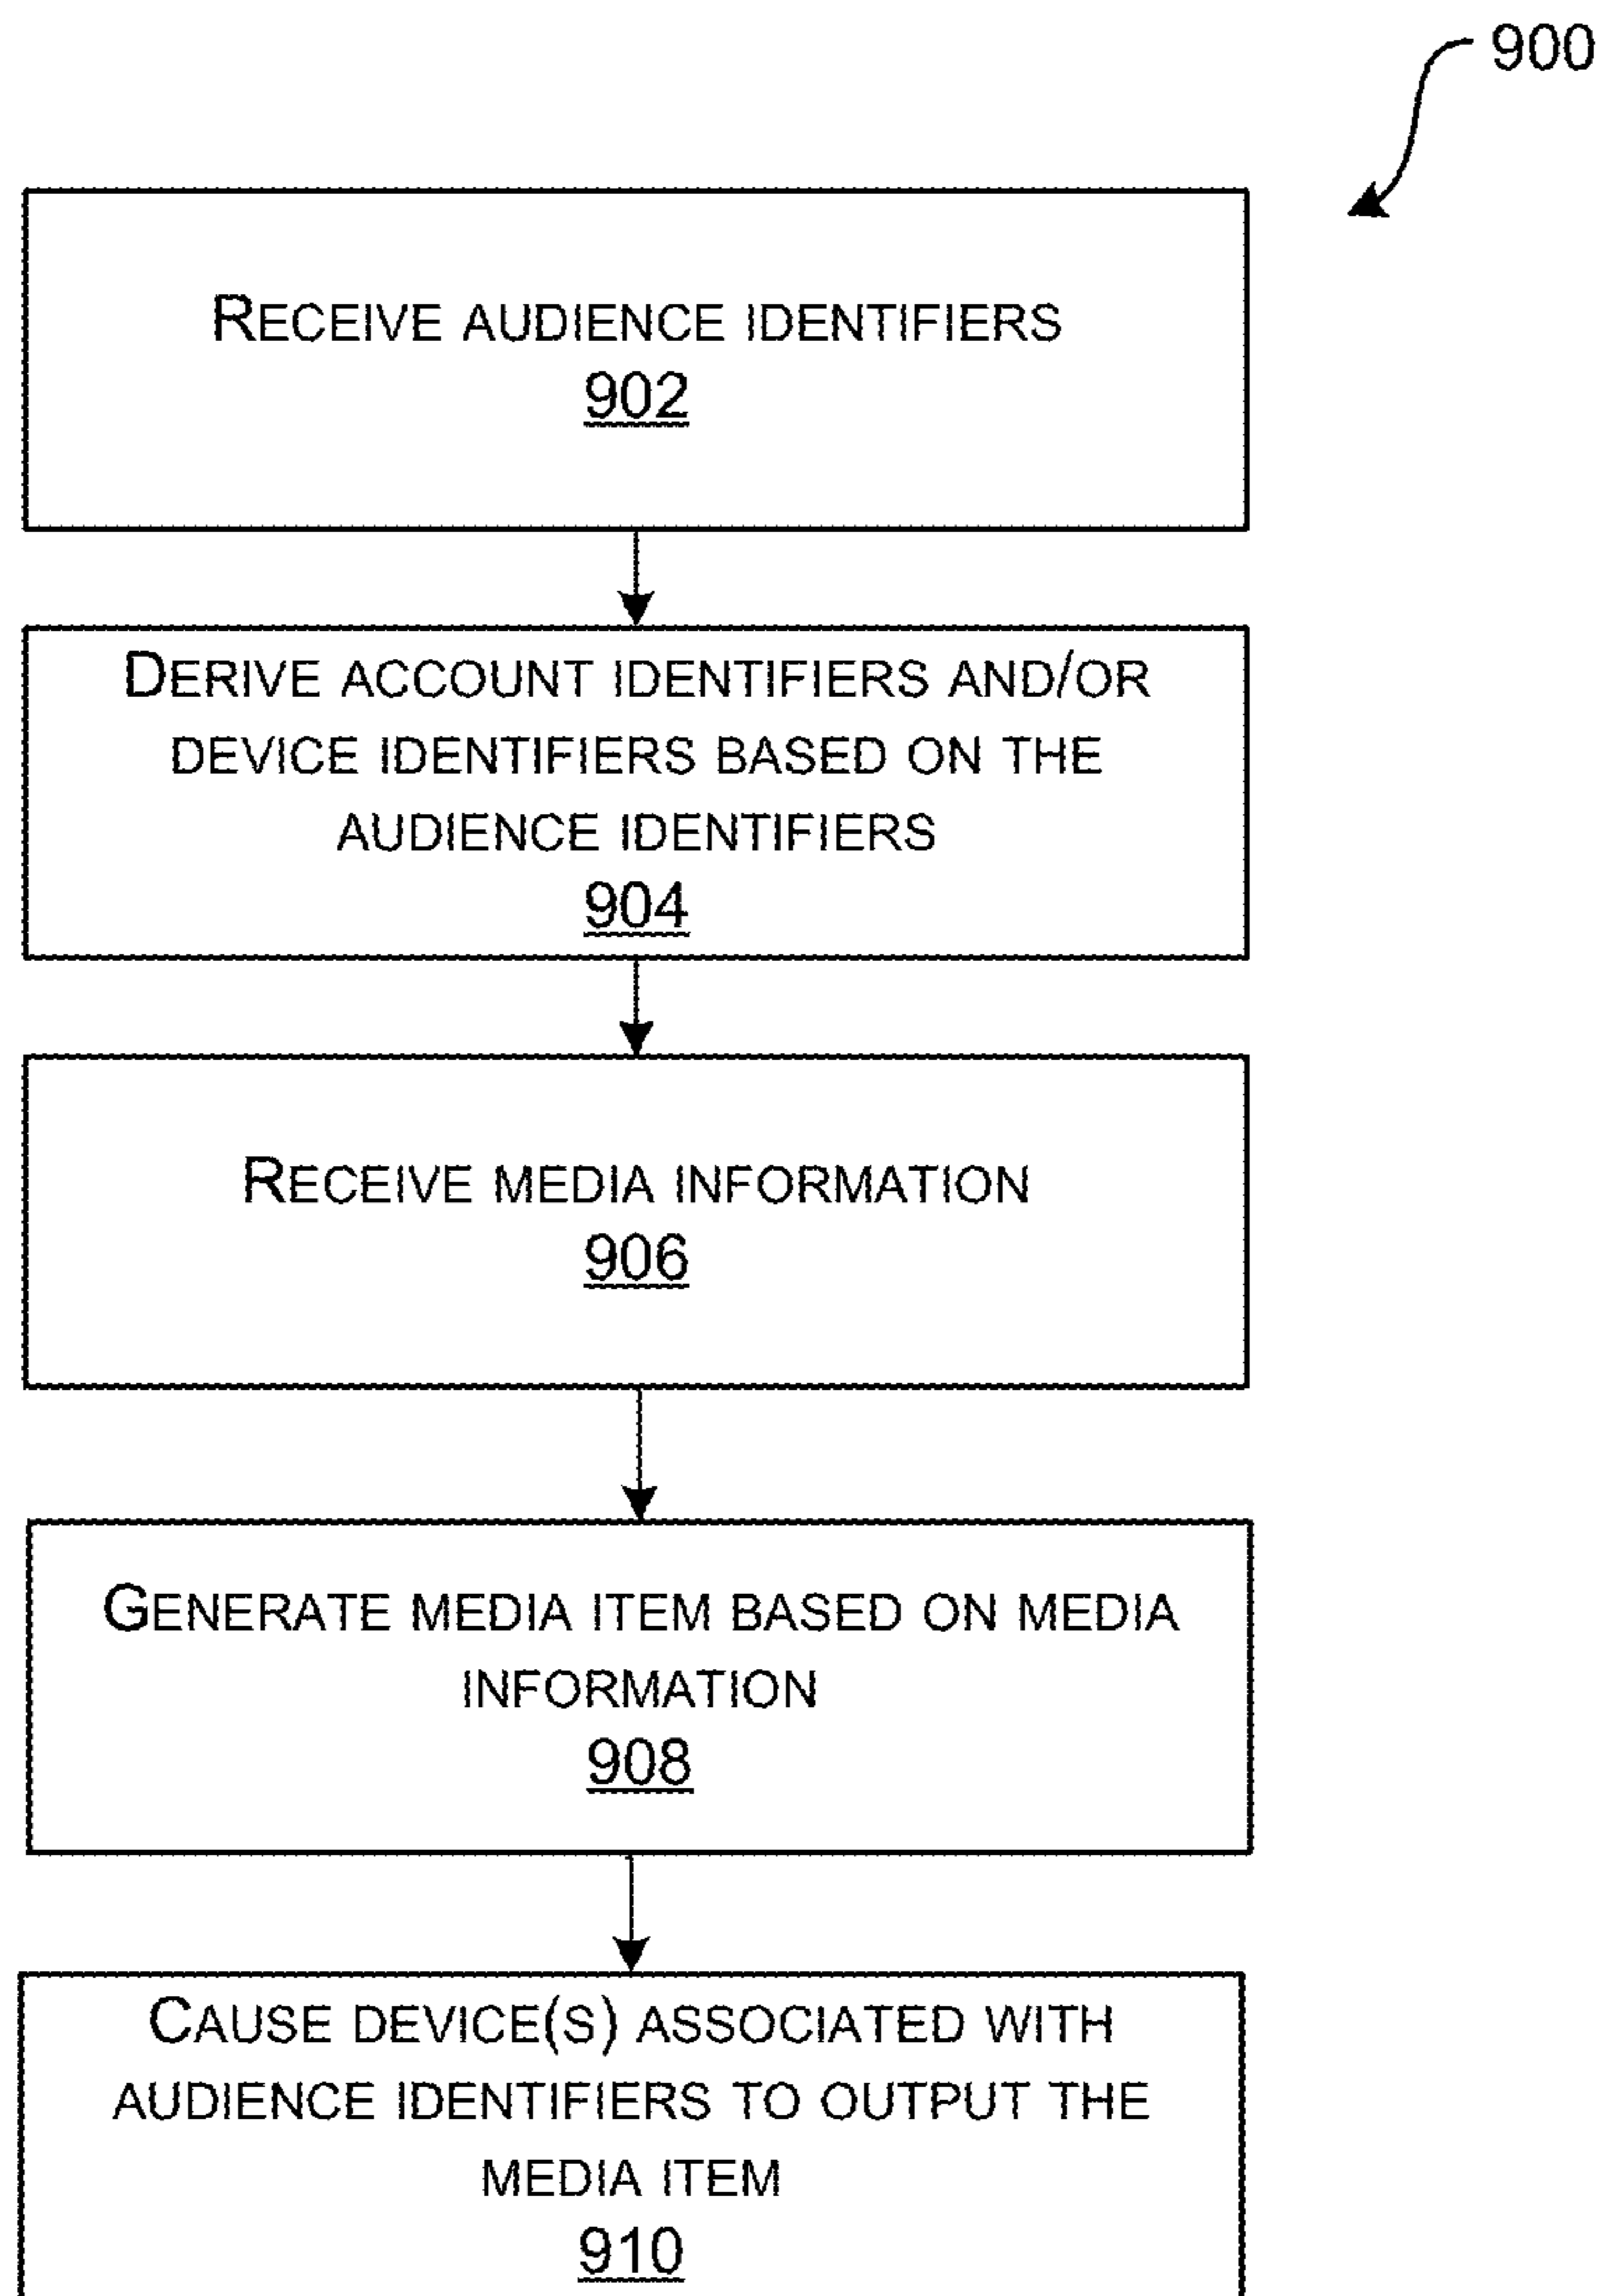 900
RECEIVE AUDIENCE IDENTIFIERS
902
DERIVE ACCOUNT IDENTIFIERS AND/OR
DEVICE IDENTIFIERS BASED ON THE
AUDIENCE IDENTIFIERS
904
RECEIVE MEDIA INFORMATION
906
GENERATE MEDIA ITEM BASED ON MEDIA
INFORMATION
908
CAUSE DEVICE(S) ASSOCIATED WITH
AUDIENCE IDENTIFIERS TO OUTPUT THE
MEDIA ITEM
910